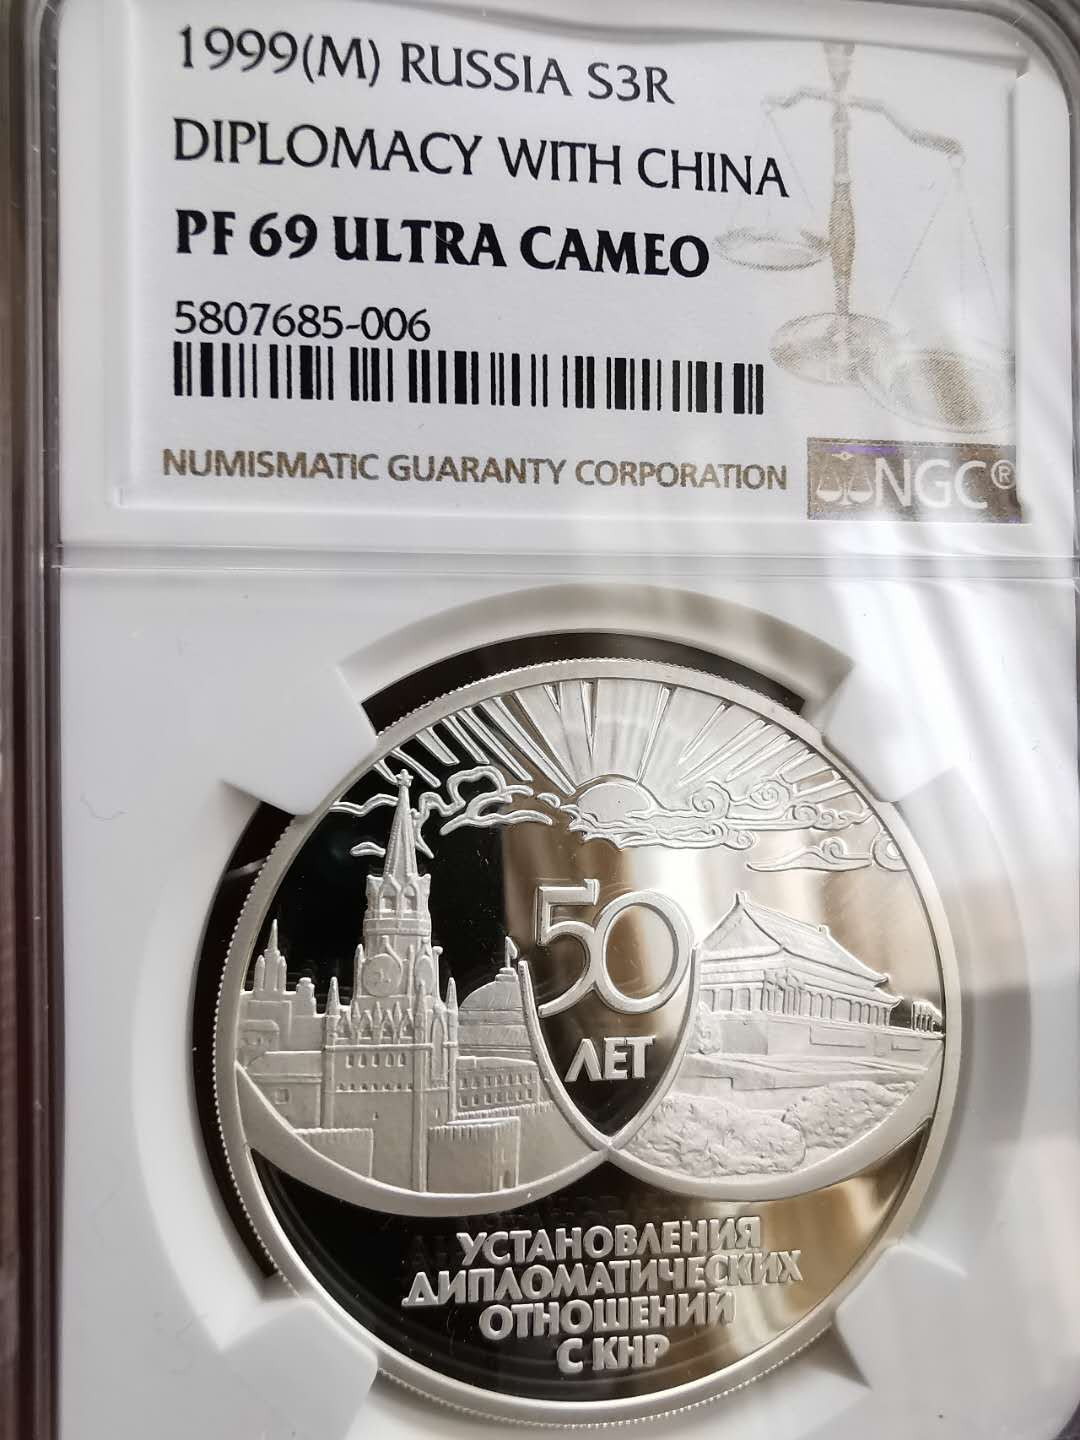 1999(M) RUSSIA S3R
DIPLOMACY WITH CHINA
PF 69 ULTRA CAMEO
5807685-006
NUMISMATIC GUARANTY CORPORATION
NGC®
50
ЛЕТ
УСТАНОВЛЕНИЯ
ДИПЛОМАТИЧЕСКИХ
ОТНОШЕНИЙ
С КНР